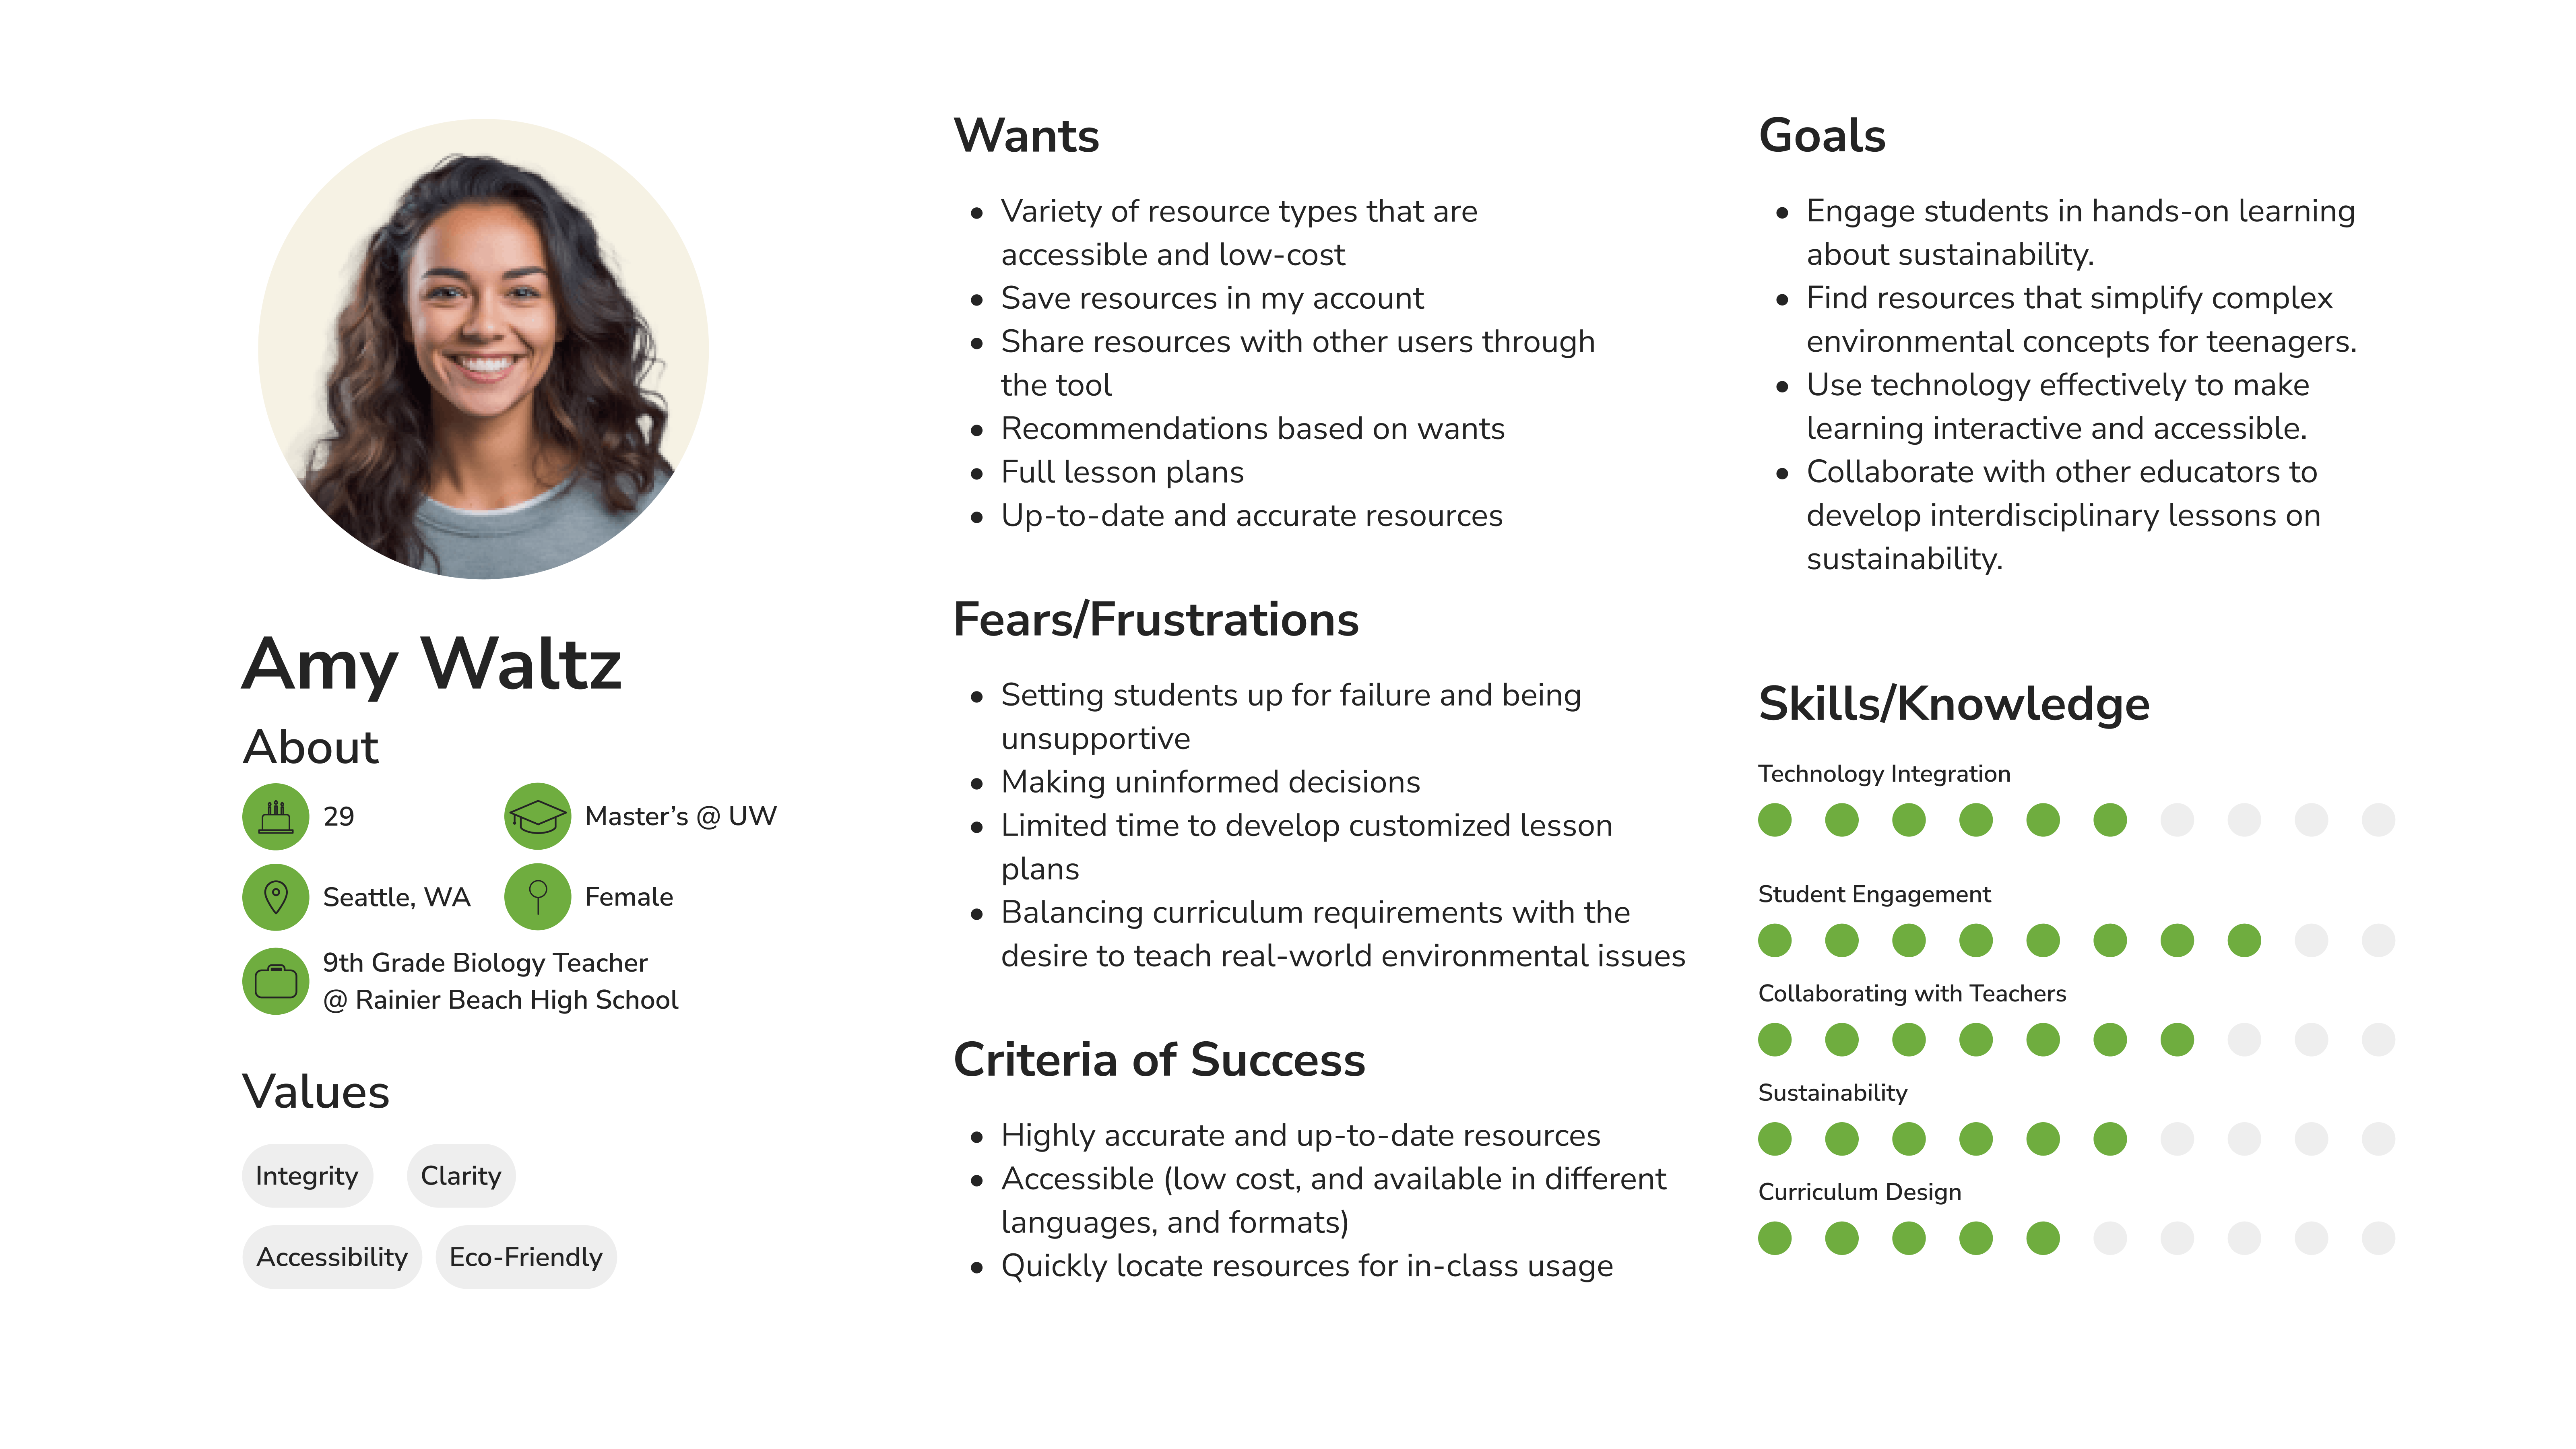 Amy Waltz
About
29
Master’s @ UW
Seattle, WA
Female
9th Grade Biology Teacher
@ Rainier Beach High School
Values
Integrity
Clarity
Accessibility
Eco-Friendly
Wants
• Variety of resource types that are
accessible and low-cost
• Save resources in my account
• Share resources with other users through
the tool
• Recommendations based on wants
• Full lesson plans
• Up-to-date and accurate resources
Fears/Frustrations
• Setting students up for failure and being
unsupportive
• Making uninformed decisions
• Limited time to develop customized lesson
plans
• Balancing curriculum requirements with the
desire to teach real-world environmental issues
Criteria of Success
• Highly accurate and up-to-date resources
• Accessible (low cost, and available in different
languages, and formats)
• Quickly locate resources for in-class usage
Goals
• Engage students in hands-on learning
about sustainability.
• Find resources that simplify complex
environmental concepts for teenagers.
• Use technology effectively to make
learning interactive and accessible.
• Collaborate with other educators to
develop interdisciplinary lessons on
sustainability.
Skills/Knowledge
Technology Integration
Student Engagement
Collaborating with Teachers
Sustainability
Curriculum Design